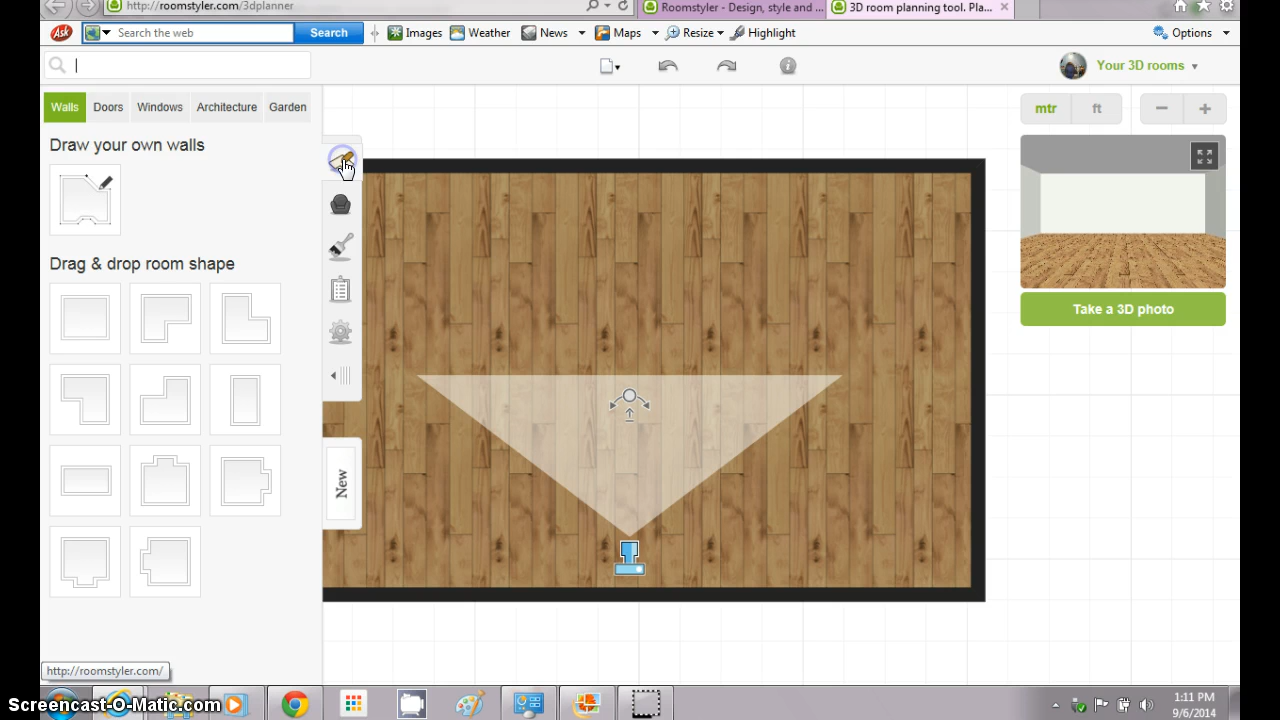 http://roomstyler.com/3dplanner
Roomstyler - Design, style and ...
3D room planning tool. Pla...
Ask
Search the web
Search
Images
Weather
News
Maps
Resize
Highlight
Options
Your 3D rooms
Walls
Doors
Windows
Architecture
Garden
mtr
ft
Draw your own walls
Drag & drop room shape
Take a 3D photo
New
http://roomstyler.com/
Screencast-O-Matic.com
1:11 PM
9/6/2014